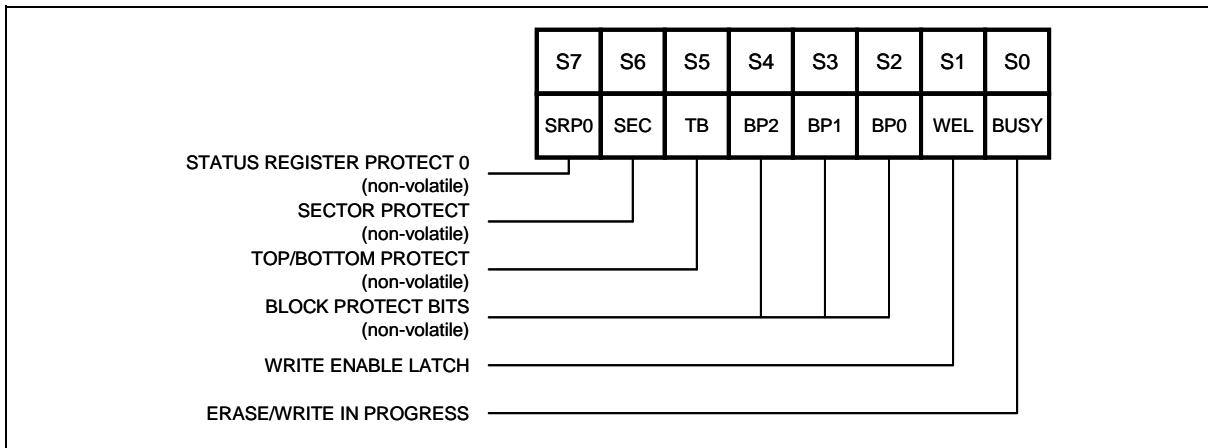 S7 S6 S5 S4 S3 S2 S1 S0
SRP0 SEC TB BP2 BP1 BP0 WEL BUSY
STATUS REGISTER PROTECT 0
(non-volatile)
SECTOR PROTECT
(non-volatile)
TOP/BOTTOM PROTECT
(non-volatile)
BLOCK PROTECT BITS
(non-volatile)
WRITE ENABLE LATCH
ERASE/WRITE IN PROGRESS